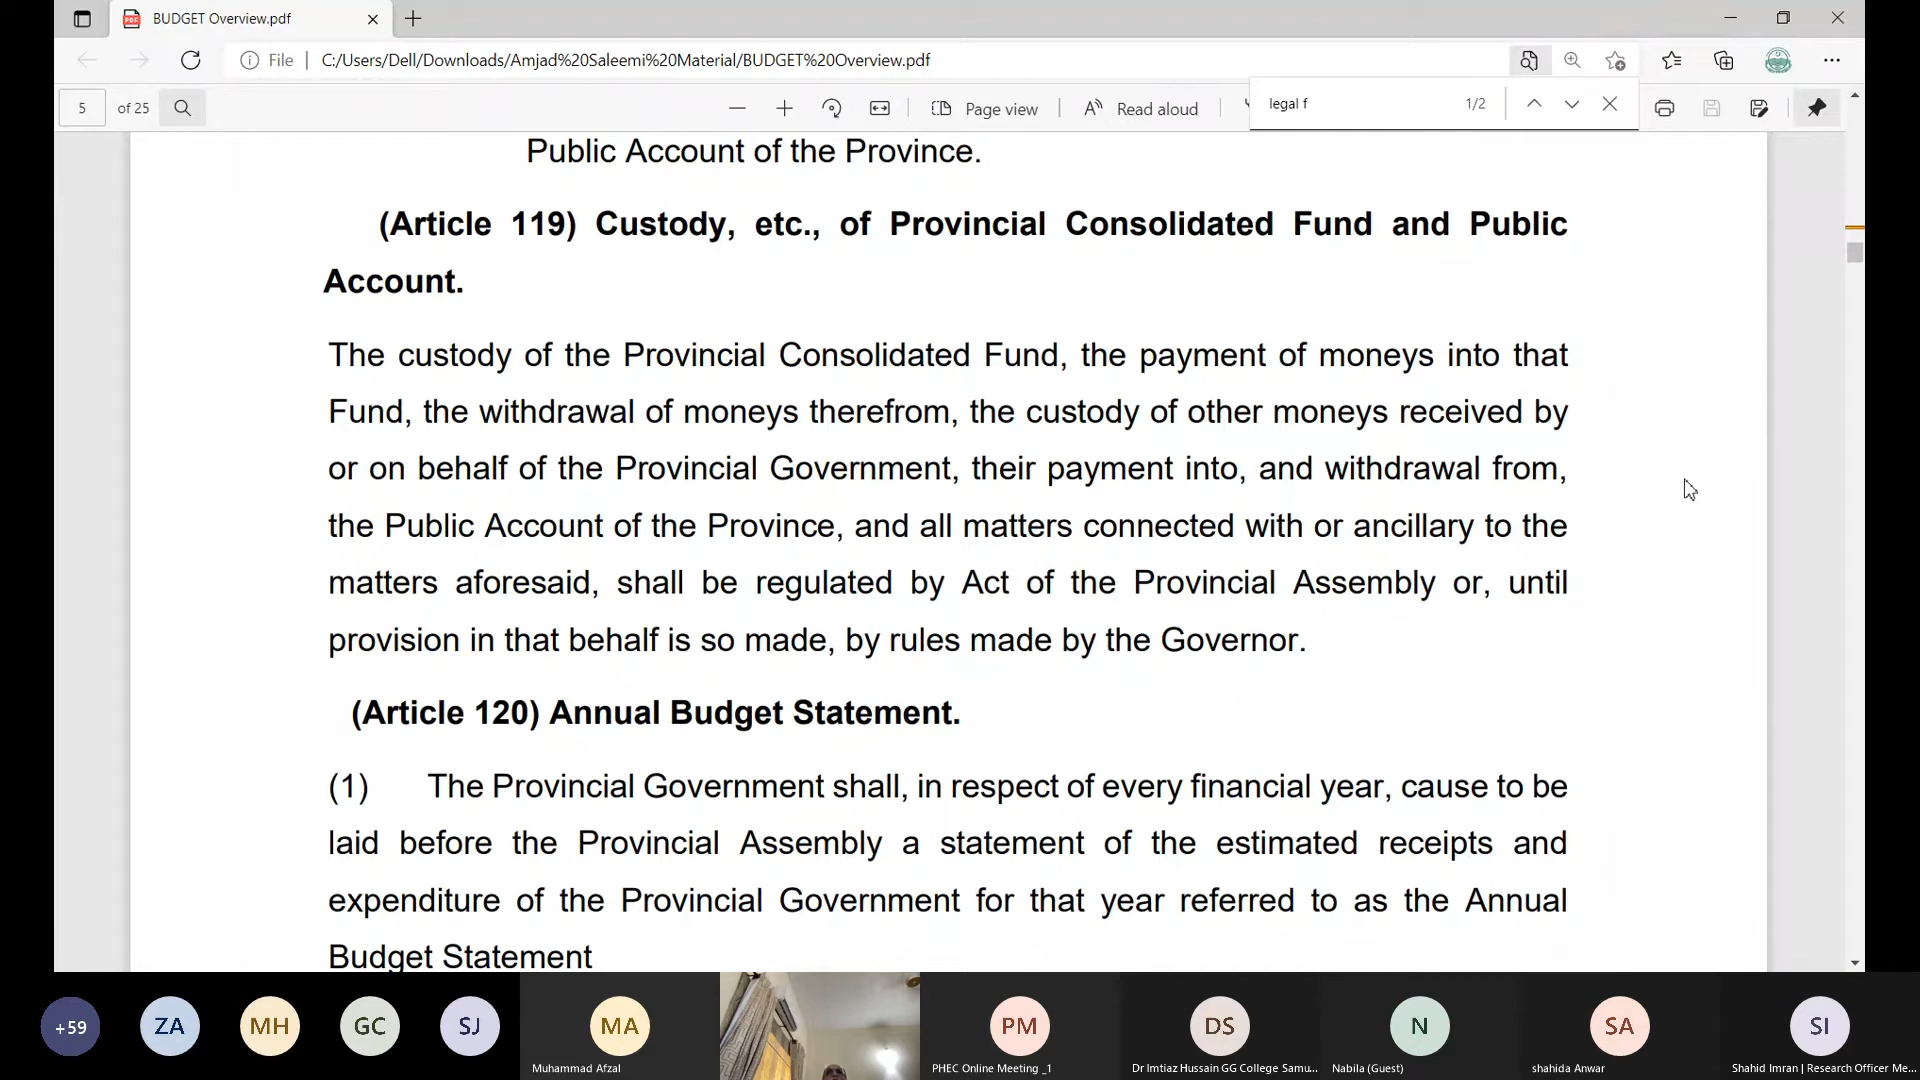 BUDGET Overview.pdf
File
C:/Users/Dell/Downloads/Amjad%20Saleemi%20Material/BUDGET%20Overview.pdf
5 of 25
Page view
Read aloud
legal f
1/2
Public Account of the Province.
(Article 119) Custody, etc., of Provincial Consolidated Fund and Public
Account.
The custody of the Provincial Consolidated Fund, the payment of moneys into that
Fund, the withdrawal of moneys therefrom, the custody of other moneys received by
or on behalf of the Provincial Government, their payment into, and withdrawal from,
the Public Account of the Province, and all matters connected with or ancillary to the
matters aforesaid, shall be regulated by Act of the Provincial Assembly or, until
provision in that behalf is so made, by rules made by the Governor.
(Article 120) Annual Budget Statement.
(1) The Provincial Government shall, in respect of every financial year, cause to be
laid before the Provincial Assembly a statement of the estimated receipts and
expenditure of the Provincial Government for that year referred to as the Annual
Budget Statement
+59
ZA
MH
GC
SJ
MA
PM
DS
N
SA
SI
Muhammad Afzal
PHEC Online Meeting _1
Dr Imtiaz Hussain GG College Samu...
Nabila (Guest)
shahida Anwar
Shahid Imran | Research Officer Me...